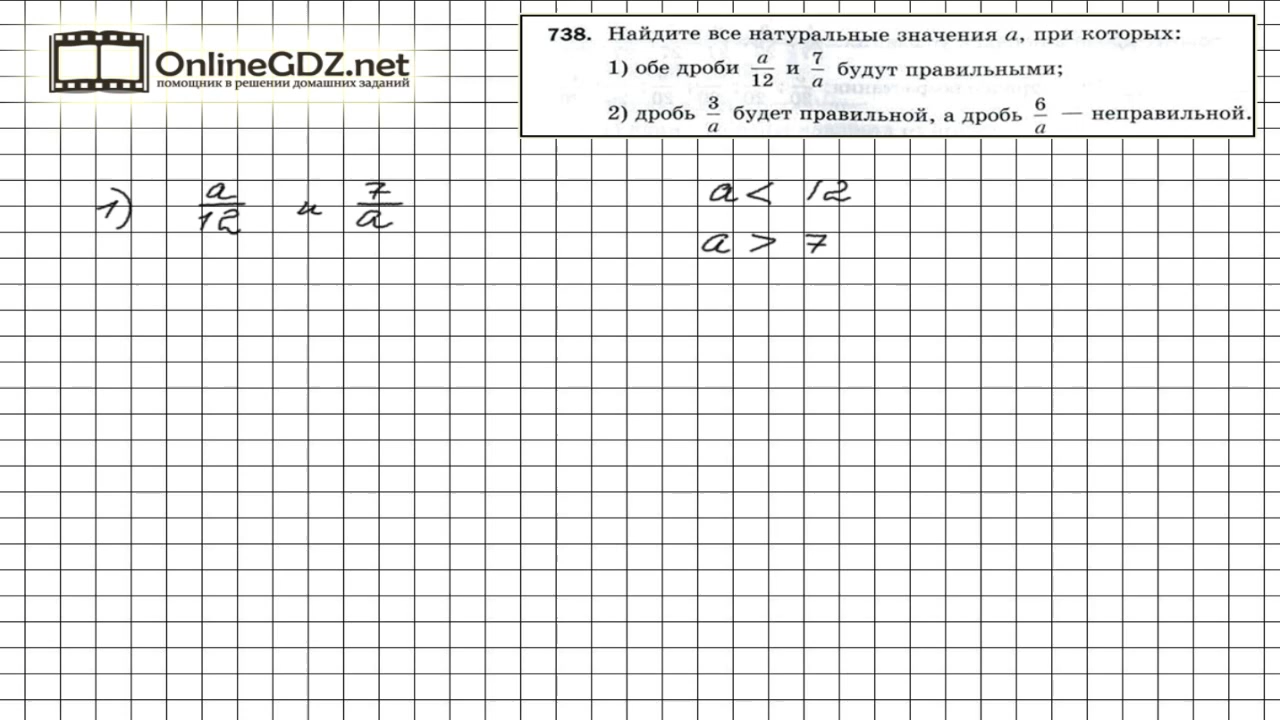 OnlineGDZ.net
помощник в решении домашних заданий
738. Найдите все натуральные значения a, при которых:
1) обе дроби a/12 и 7/a будут правильными;
2) дробь 3/a будет правильной, а дробь 6/a — неправильной.
1) a/12 и 7/a
a < 12
a > 7